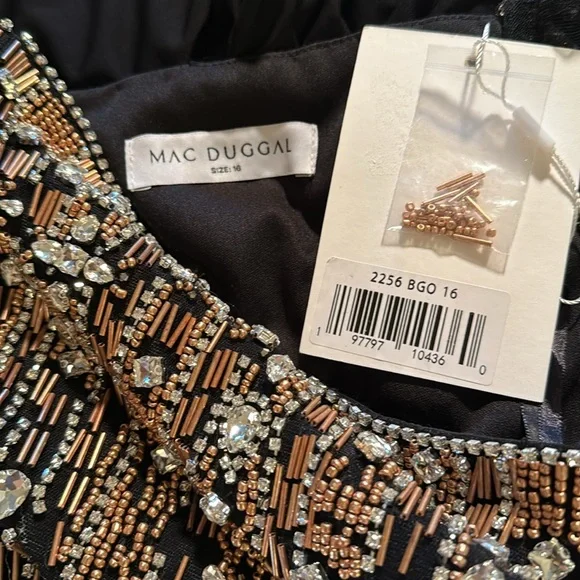 MAC DUGGAL
SIZE: 16
2256 BGO 16
1 97797 10436 0